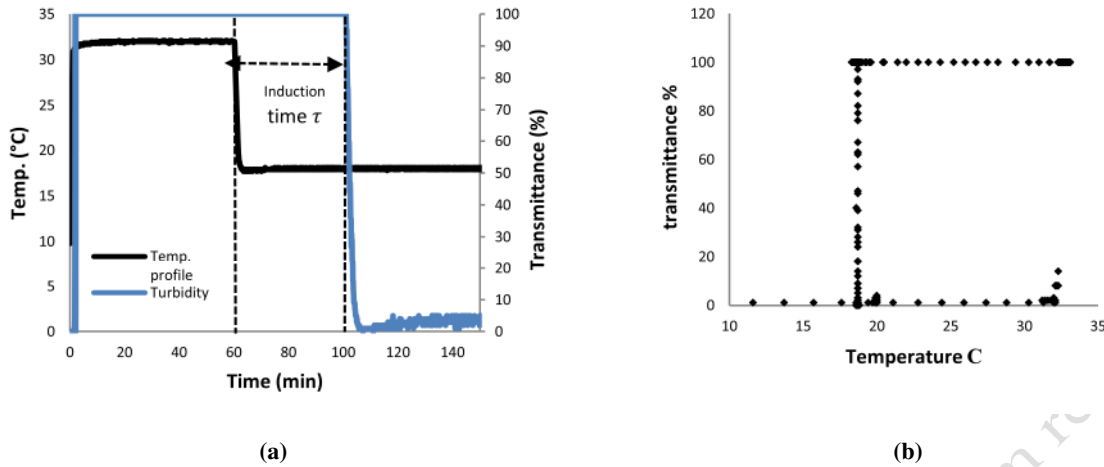 35
30
25
20
15
10
5
0
Temp. (°C)
100
90
80
70
60
50
40
30
20
10
0
Transmittance (%)
Induction
time τ
Temp.
profile
Turbidity
0 20 40 60 80 100 120 140
Time (min)
(a)
120
100
80
60
40
20
0
transmittance %
10 15 20 25 30 35
Temperature C
(b)